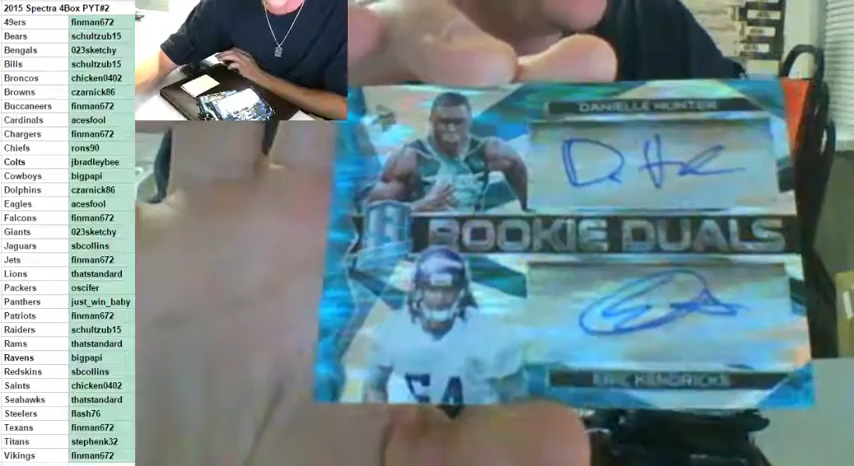 2015 Spectra 4Box PYT#2
49ers finman672
Bears schultzub15
Bengals 023sketchy
Bills schultzub15
Broncos chicken0402
Browns czarnick86
Buccaneers finman672
Cardinals acesfool
Chargers finman672
Chiefs rons90
Colts jbradleybee
Cowboys bigpapi
Dolphins czarnick86
Eagles acesfool
Falcons finman672
Giants 023sketchy
Jaguars sbcollins
Jets finman672
Lions thatstandard
Packers oscifer
Panthers just_win_baby
Patriots finman672
Raiders schultzub15
Rams thatstandard
Ravens bigpapi
Redskins sbcollins
Saints chicken0402
Seahawks thatstandard
Steelers flash76
Texans finman672
Titans stephenk32
Vikings finman672
DANIELLE HUNTER
ROOKIE DUALS
ERIC KENDRICKS
54